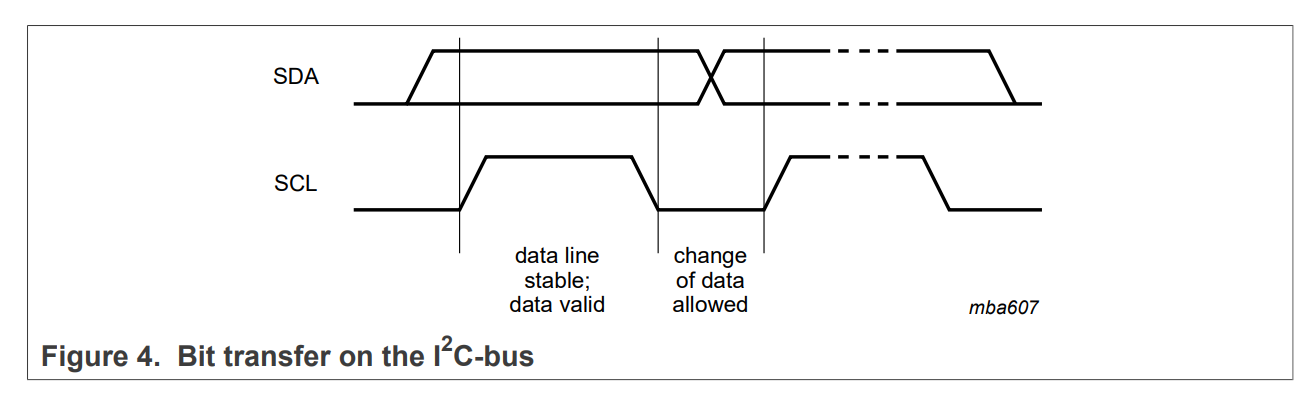 SDA
SCL
data line
stable;
data valid
change
of data
allowed
mba607
Figure 4. Bit transfer on the I²C-bus